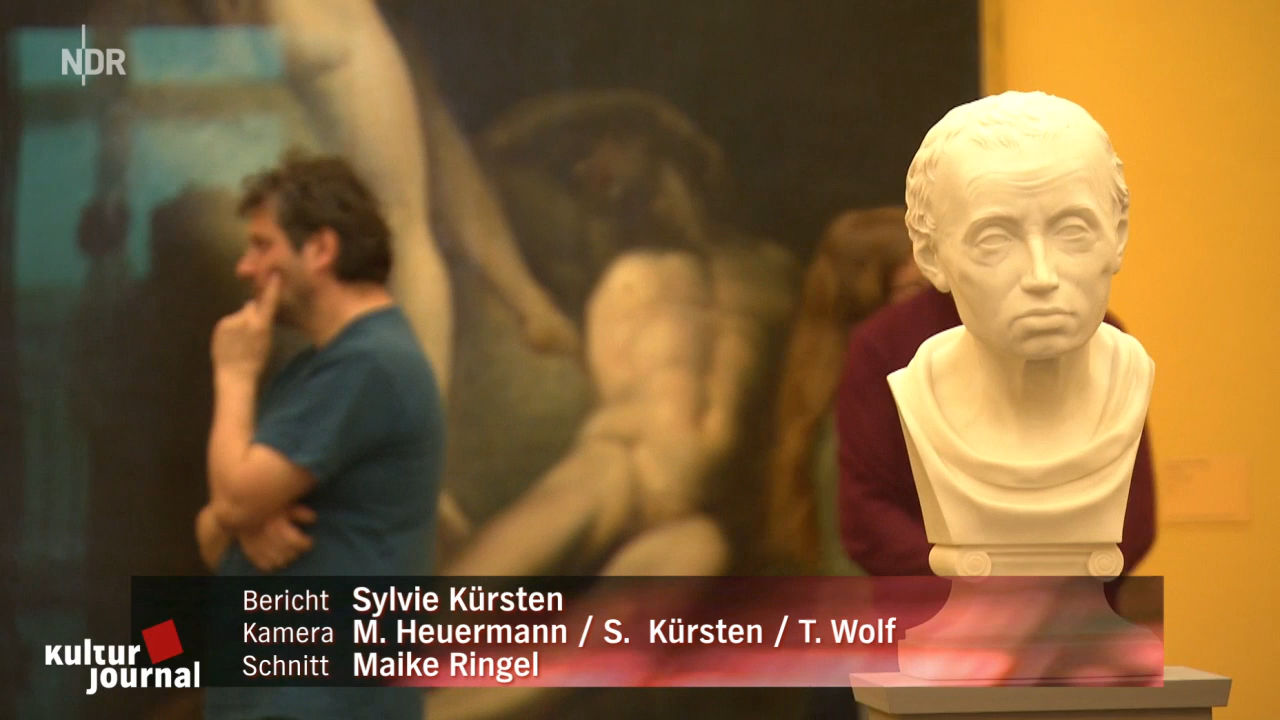 NDR
Bericht Sylvie Kürsten
Kamera M. Heuermann / S. Kürsten / T. Wolf
Schnitt Maike Ringel
kultur
journal